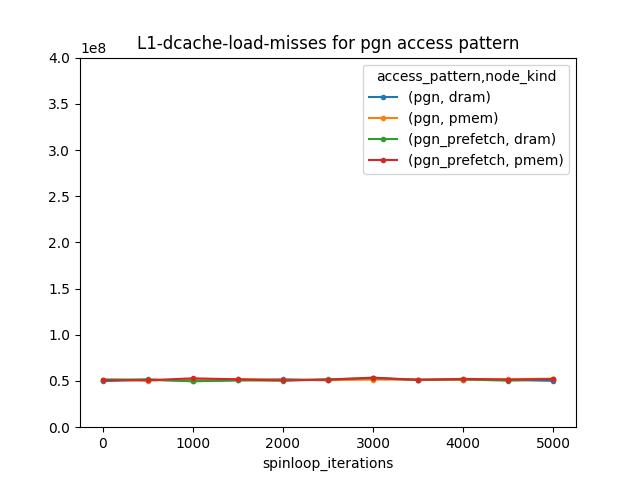 L1-dcache-load-misses for pgn access pattern
1e8
4.0
3.5
3.0
2.5
2.0
1.5
1.0
0.5
0.0
access_pattern,node_kind
(pgn, dram)
(pgn, pmem)
(pgn_prefetch, dram)
(pgn_prefetch, pmem)
0 1000 2000 3000 4000 5000
spinloop_iterations